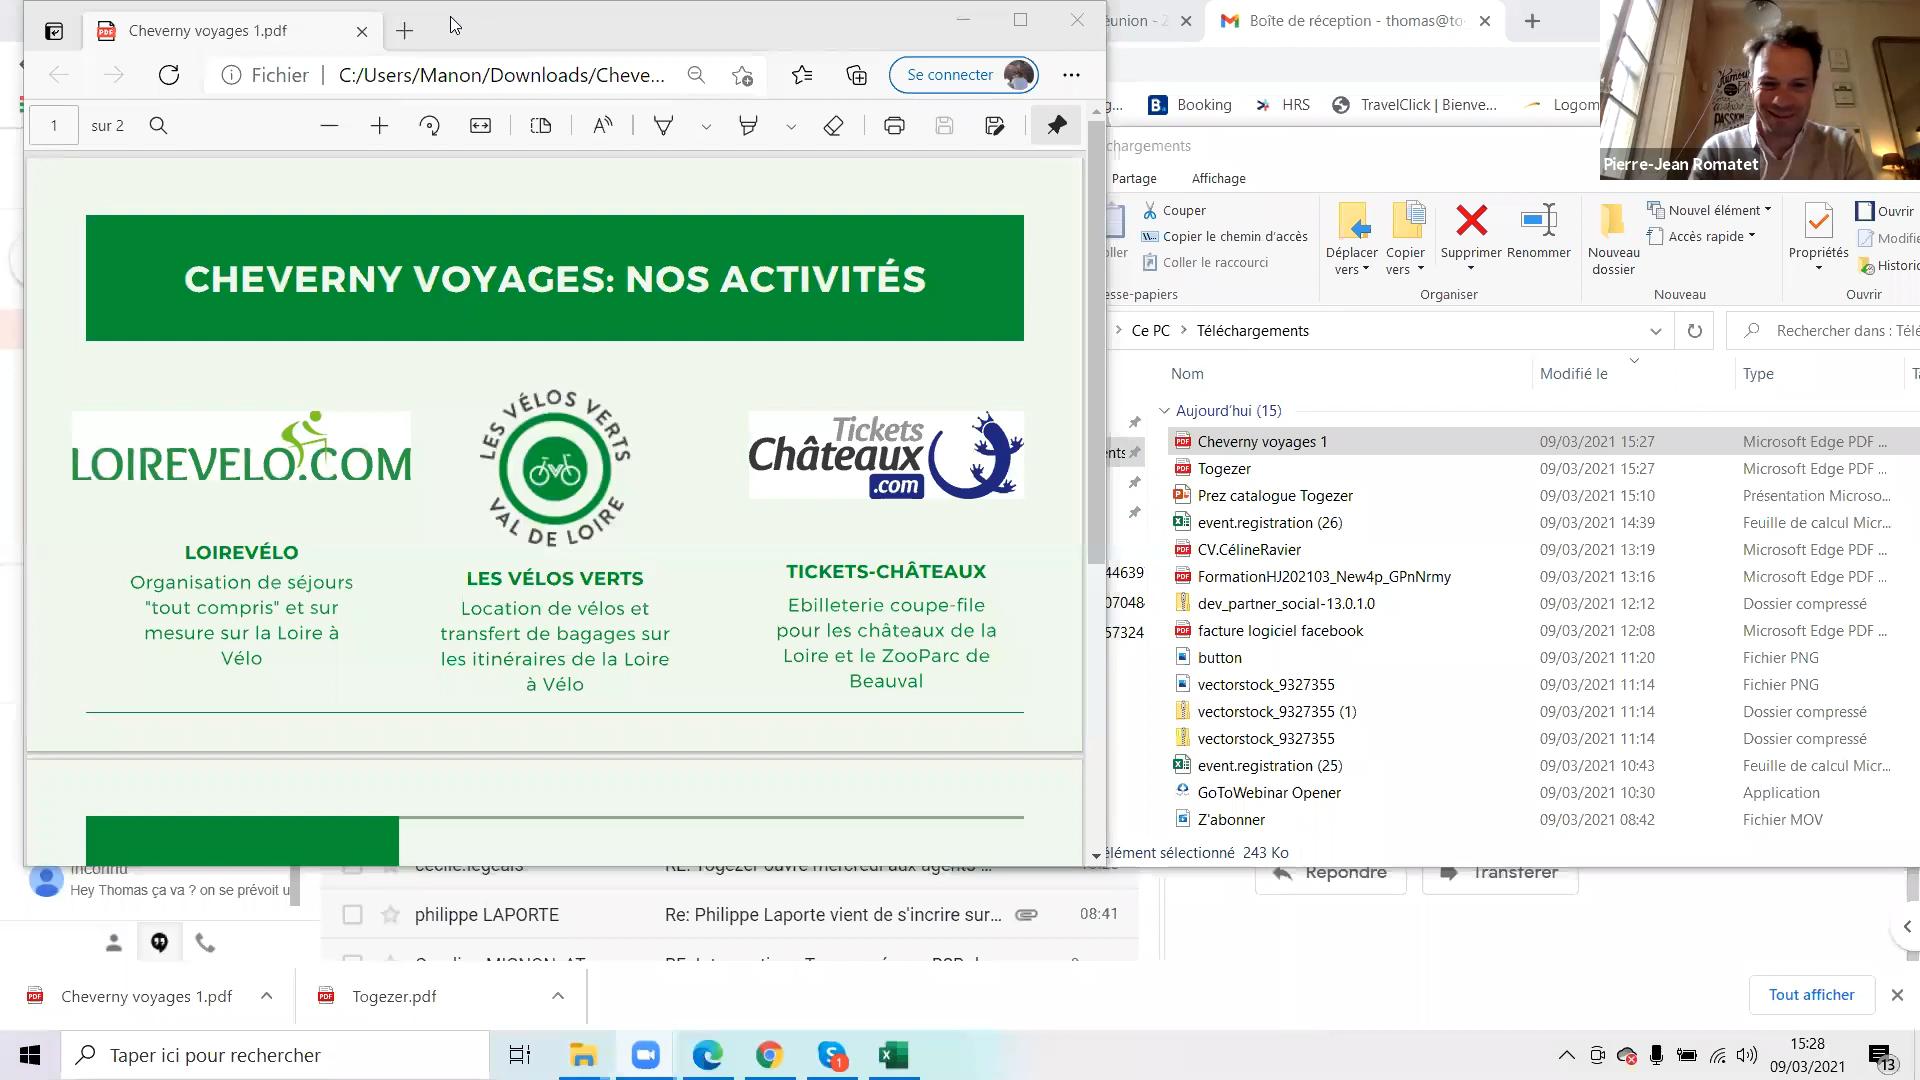 Cheverny voyages 1.pdf
Fichier
C:/Users/Manon/Downloads/Cheve...
Se connecter
1
sur 2
CHEVERNY VOYAGES: NOS ACTIVITÉS
LOIREVELO.COM
LES VÉLOS VERTS
VAL DE LOIRE
Tickets
Châteaux
.com
LOIREVÉLO
Organisation de séjours
"tout compris" et sur
mesure sur la Loire à
Vélo
LES VÉLOS VERTS
Location de vélos et
transfert de bagages sur
les itinéraires de la Loire
à Vélo
TICKETS-CHÂTEAUX
Ebilleterie coupe-file
pour les châteaux de la
Loire et le ZooParc de
Beauval
Boîte de réception - thomas@to
Booking
HRS
TravelClick | Bienve...
Logom
Pierre-Jean Romatet
chargements
Partage
Affichage
Couper
Copier le chemin d'accès
Coller le raccourci
esse-papiers
Déplacer
vers
Copier
vers
Supprimer
Renommer
Organiser
Nouveau
dossier
Nouvel élément
Accès rapide
Nouveau
Propriétés
Ouvrir
Modifie
Historic
Ouvrir
Ce PC
Téléchargements
Rechercher dans : Télé
Nom
Modifié le
Type
Aujourd'hui (15)
Cheverny voyages 1 09/03/2021 15:27 Microsoft Edge PDF ...
Togezer 09/03/2021 15:27 Microsoft Edge PDF ...
Prez catalogue Togezer 09/03/2021 15:10 Présentation Microso...
event.registration (26) 09/03/2021 14:39 Feuille de calcul Micr...
CV.CélineRavier 09/03/2021 13:19 Microsoft Edge PDF ...
FormationHJ202103_New4p_GPnNrmy 09/03/2021 13:16 Microsoft Edge PDF ...
dev_partner_social-13.0.1.0 09/03/2021 12:12 Dossier compressé
facture logiciel facebook 09/03/2021 12:08 Microsoft Edge PDF ...
button 09/03/2021 11:20 Fichier PNG
vectorstock_9327355 09/03/2021 11:14 Fichier PNG
vectorstock_9327355 (1) 09/03/2021 11:14 Dossier compressé
vectorstock_9327355 09/03/2021 11:14 Dossier compressé
event.registration (25) 09/03/2021 10:43 Feuille de calcul Micr...
GoToWebinar Opener 09/03/2021 10:30 Application
Z'abonner 09/03/2021 08:42 Fichier MOV
44639
07048
57324
élément sélectionné 243 Ko
Répondre
Transférer
Hey Thomas ça va ? on se prévoit u
philippe LAPORTE
Re: Philippe Laporte vient de s'incrire sur...
08:41
Cheverny voyages 1.pdf
Togezer.pdf
Tout afficher
Taper ici pour rechercher
1
15:28
09/03/2021
13